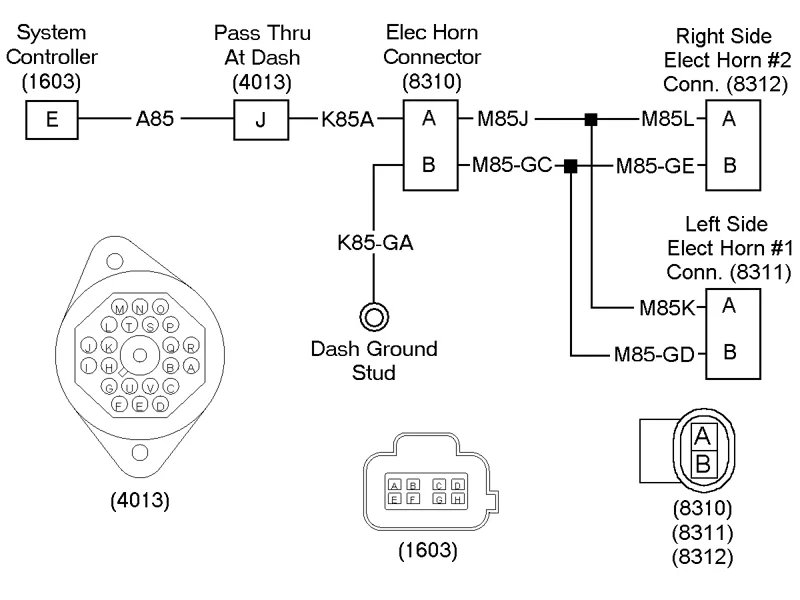 System
Controller
(1603)
Pass Thru
At Dash
(4013)
Elec Horn
Connector
(8310)
Right Side
Elect Horn #2
Conn. (8312)
E
A85
J
K85A
A
M85J
M85L
A
B
M85-GC
M85-GE
B
K85-GA
Left Side
Elect Horn #1
Conn. (8311)
M85K
A
M85-GD
B
Dash Ground
Stud
M N O
L T S P
J K Q R
I H B A
G U V C
F E D
(4013)
A B C D
E F G H
(1603)
A
B
(8310)
(8311)
(8312)